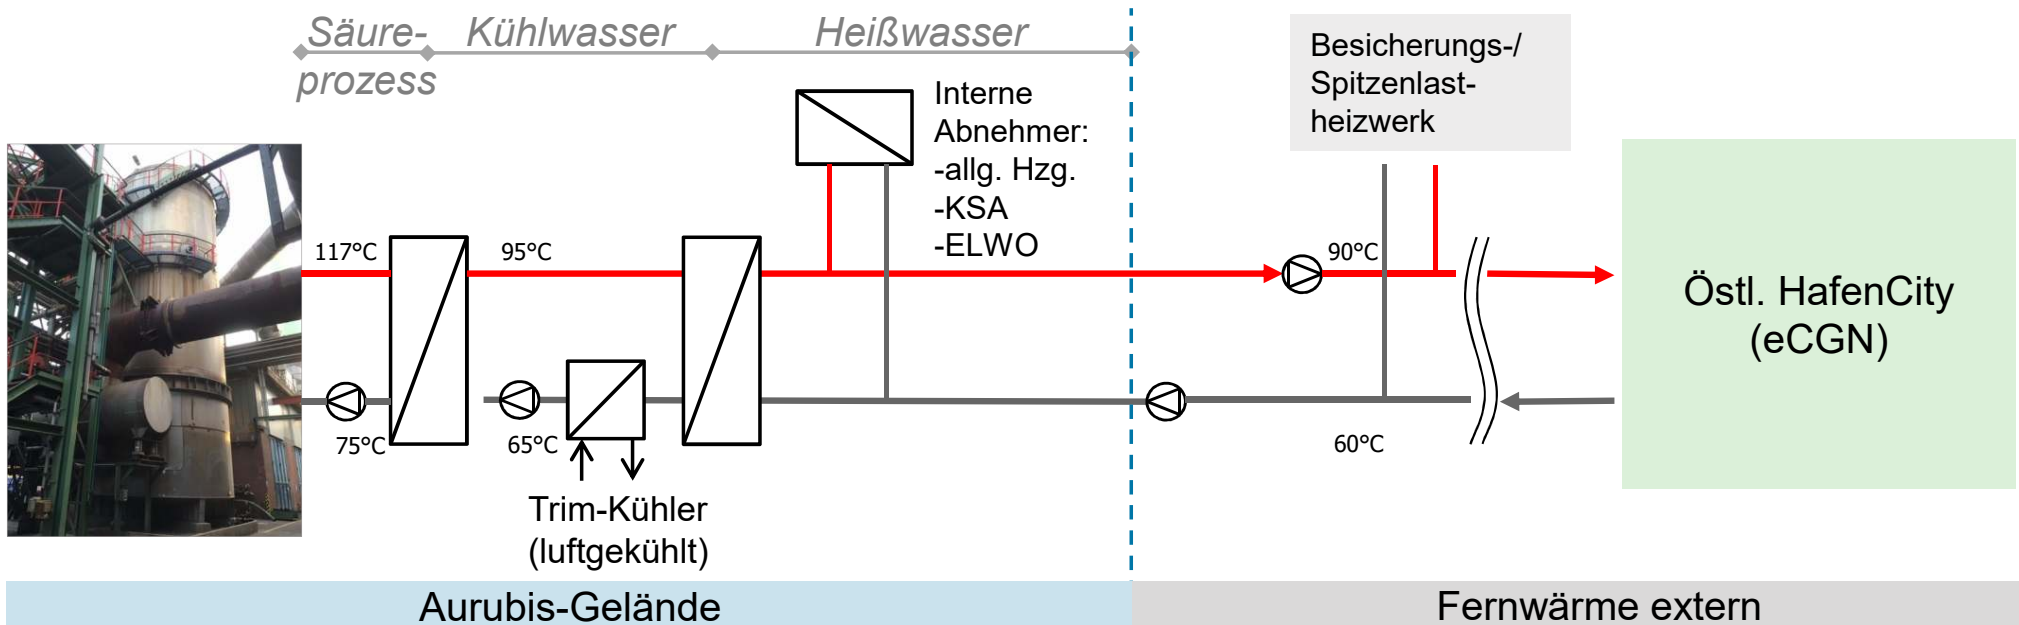 Säure-
prozess
Kühlwasser
Heißwasser
Interne
Abnehmer:
-allg. Hzg.
-KSA
-ELWO
Besicherungs-/
Spitzenlast-
heizwerk
117°C
95°C
90°C
75°C
65°C
60°C
Trim-Kühler
(luftgekühlt)
Östl. HafenCity
(eCGN)
Aurubis-Gelände
Fernwärme extern